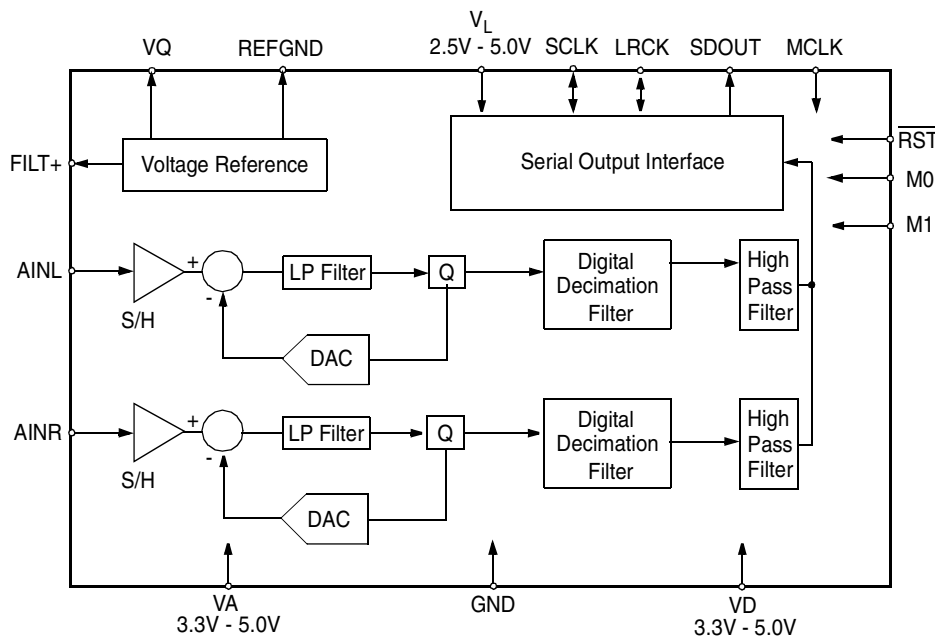 VQ
REFGND
VL
2.5V - 5.0V
SCLK
LRCK
SDOUT
MCLK
FILT+
Voltage Reference
Serial Output Interface
RST
M0
M1
AINL
+
-
S/H
LP Filter
Q
DAC
Digital
Decimation
Filter
High
Pass
Filter
AINR
+
-
S/H
LP Filter
Q
DAC
Digital
Decimation
Filter
High
Pass
Filter
VA
3.3V - 5.0V
GND
VD
3.3V - 5.0V